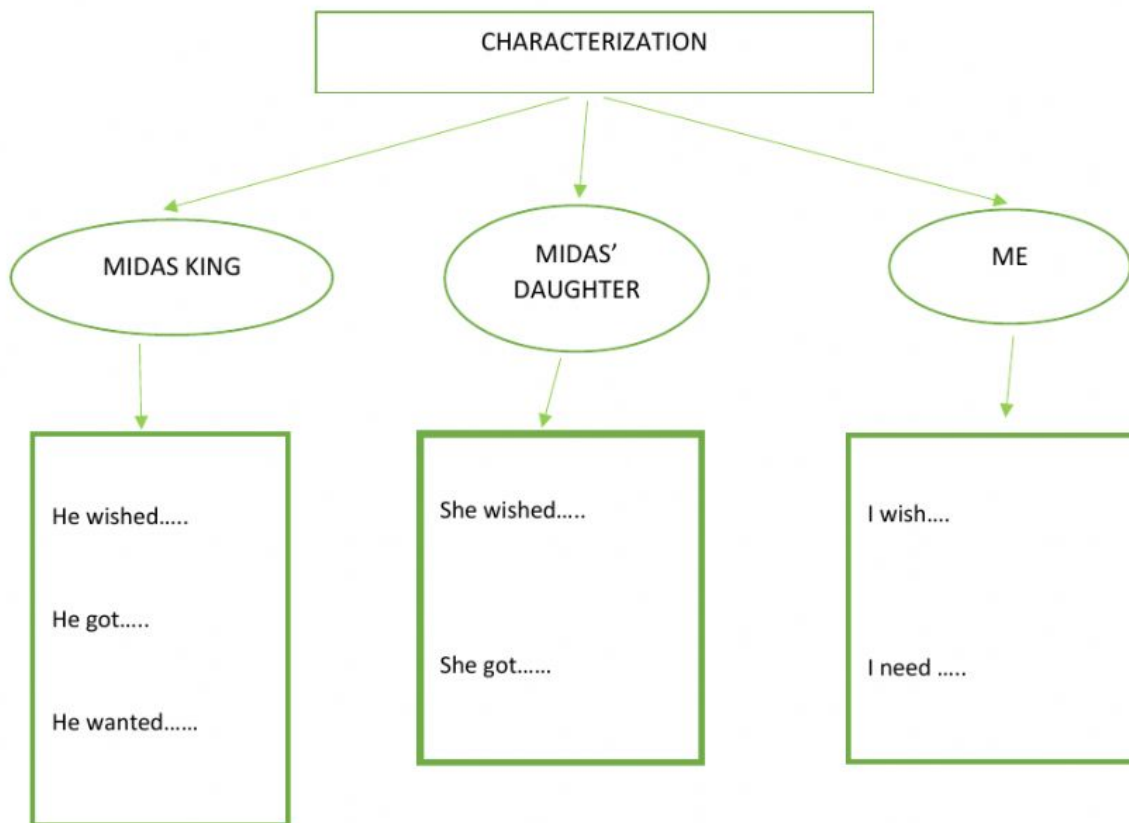 CHARACTERIZATION
MIDAS KING
MIDAS’
DAUGHTER
ME
He wished…..
He got…..
He wanted……
She wished…..
She got……
I wish….
I need …..